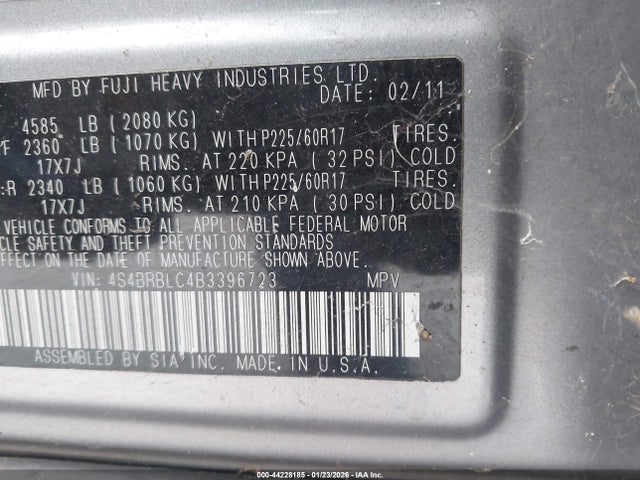 MFD BY FUJI HEAVY INDUSTRIES LTD.
DATE: 02/11
4585 LB (2080 KG)
F 2360 LB (1070 KG) WITH P225/60R17 TIRES.
17X7J RIMS. AT 220 KPA (32 PSI) COLD
:R 2340 LB (1060 KG) WITH P225/60R17 TIRES.
17X7J RIMS. AT 210 KPA (30 PSI) COLD
VEHICLE CONFORMS TO ALL APPLICABLE FEDERAL MOTOR
CLE SAFETY AND THEFT PREVENTION STANDARDS
EFFECT ON THE DATE OF MANUFACTURE SHOWN ABOVE.
VIN: 4S4BRBLC4B3396723 MPV
ASSEMBLED BY SIA INC. MADE IN U.S.A.
000-44228185 - 01/23/2026 - IAA Inc.